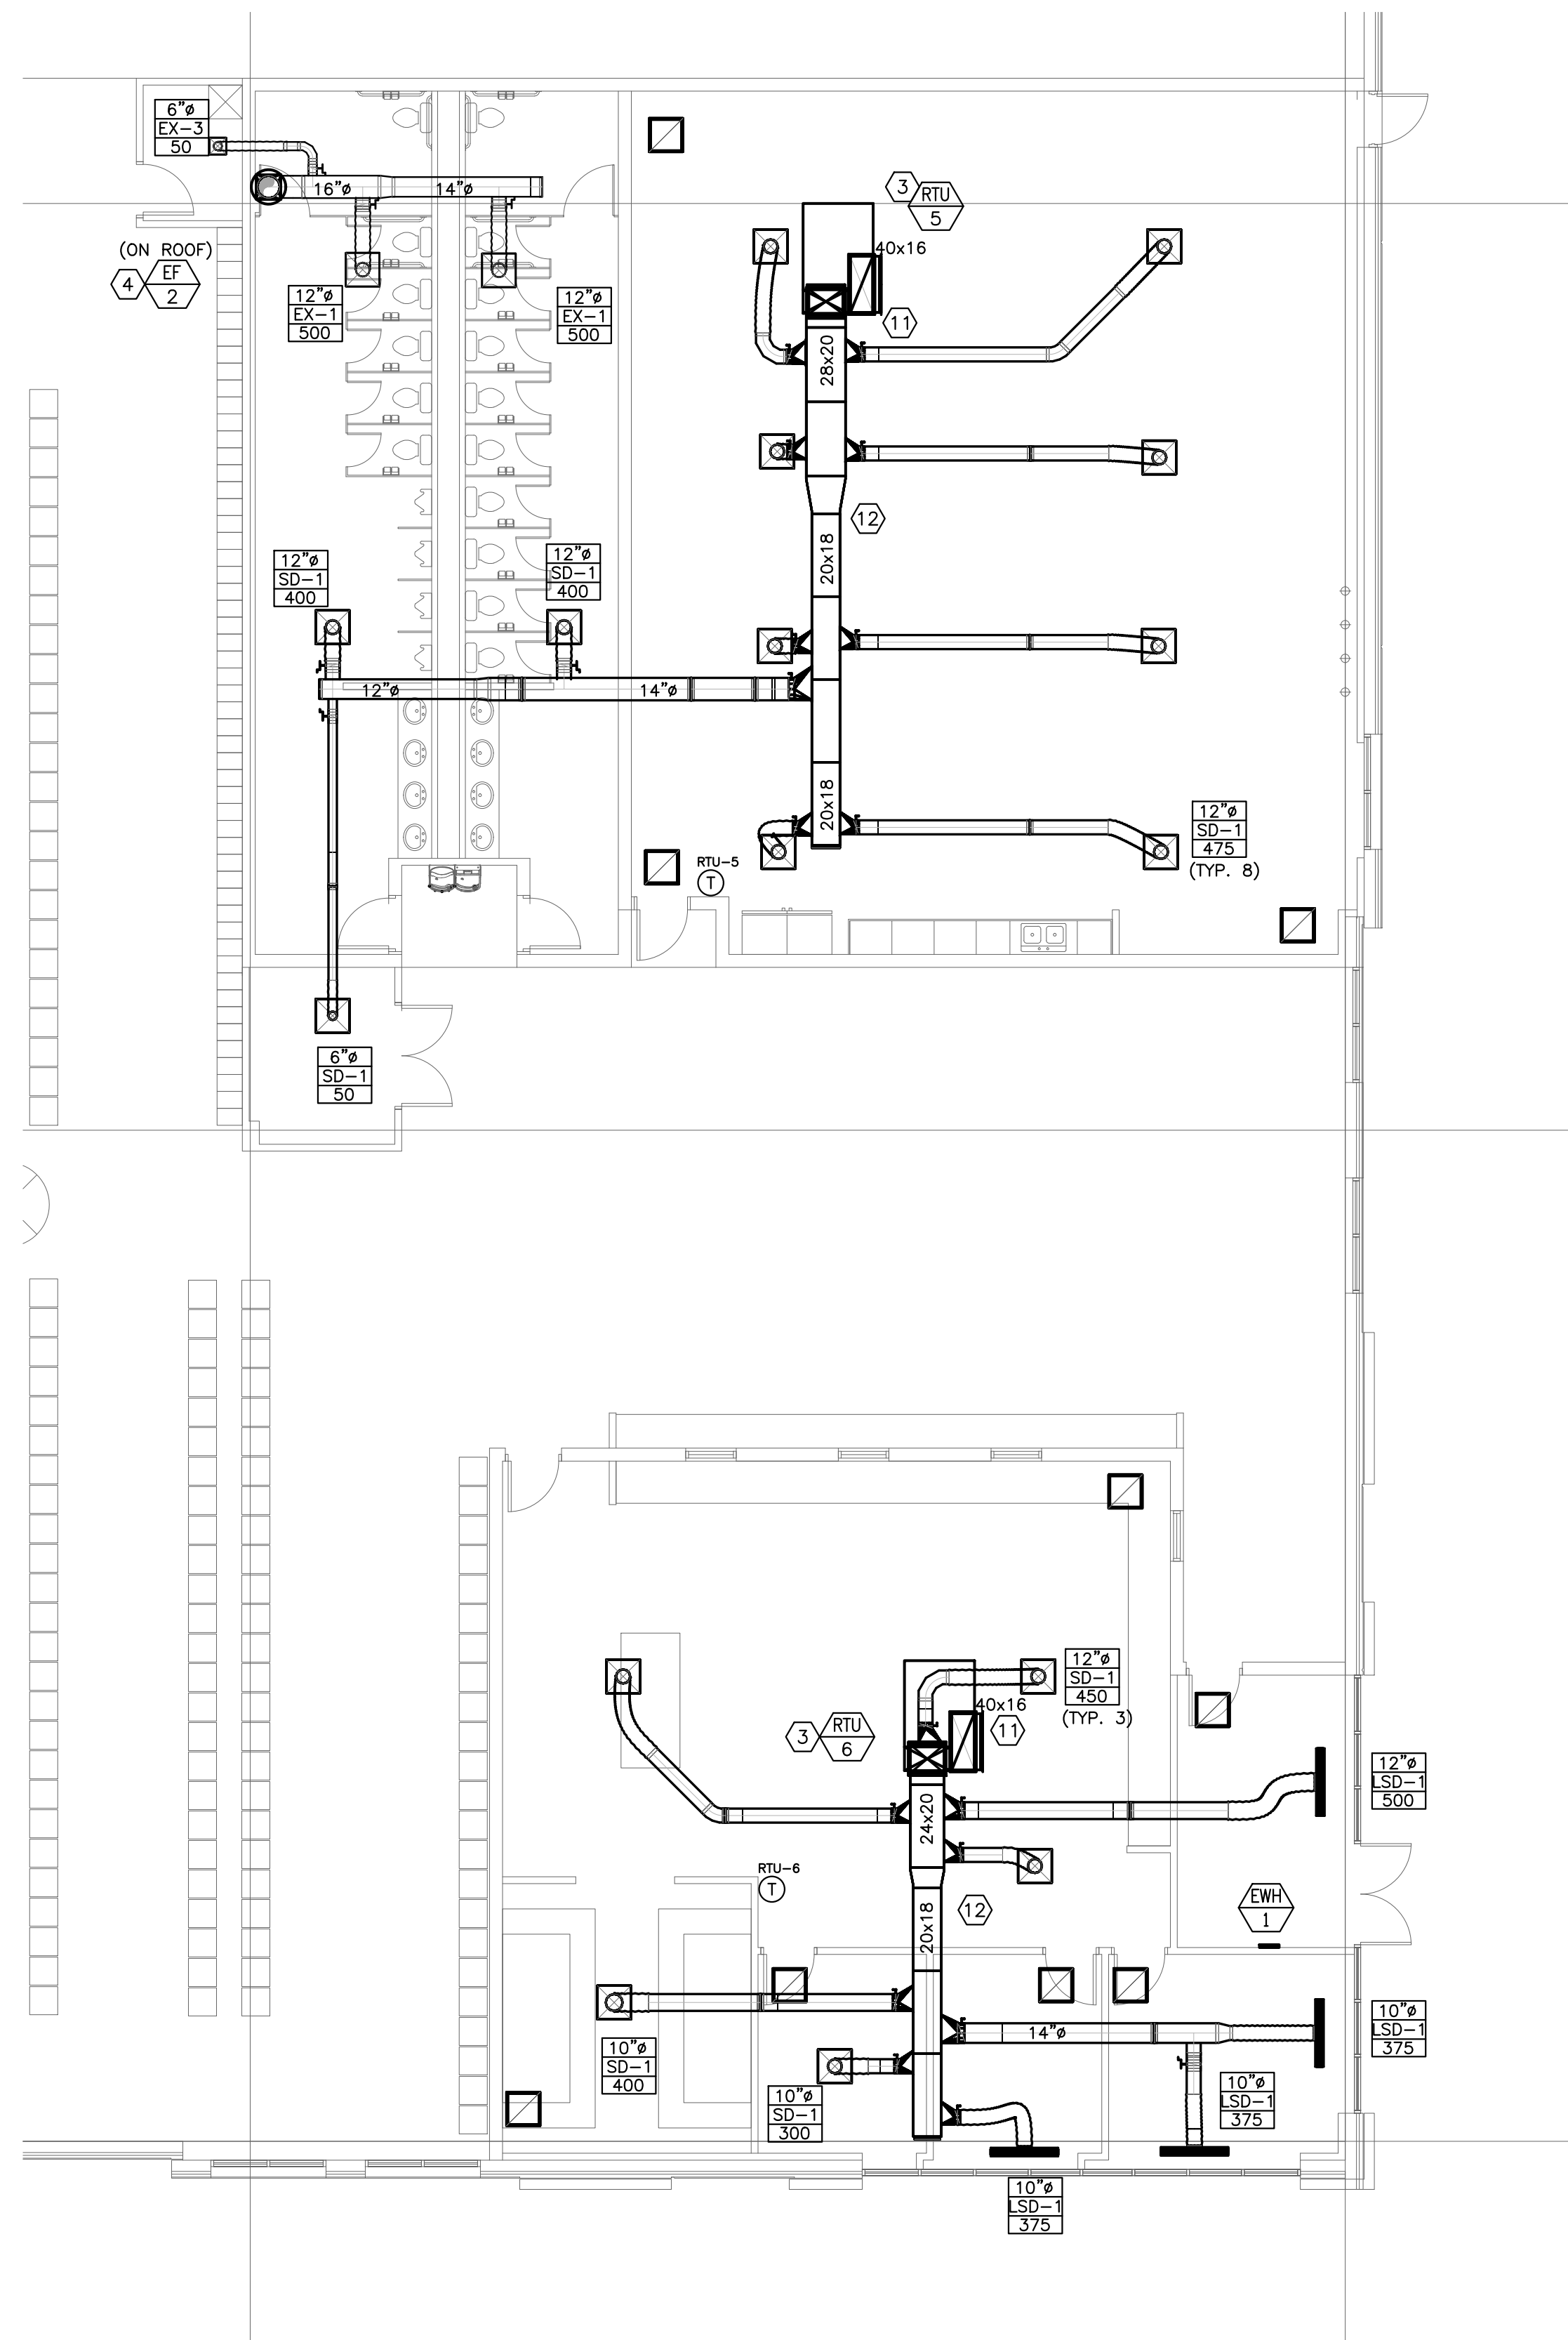 6"ø
EX-3
50
16"ø
14"ø
3
RTU
5
40x16
(ON ROOF)
4
EF
2
12"ø
EX-1
500
12"ø
EX-1
500
11
28x20
12
20x18
12"ø
SD-1
400
12"ø
SD-1
400
12"ø
14"ø
20x18
12"ø
SD-1
475
(TYP. 8)
RTU-5
T
6"ø
SD-1
50
12"ø
SD-1
450
(TYP. 3)
40x16
3
RTU
6
11
12"ø
LSD-1
500
24x20
RTU-6
T
12
EWH
1
20x18
14"ø
10"ø
LSD-1
375
10"ø
SD-1
400
10"ø
SD-1
300
10"ø
LSD-1
375
10"ø
LSD-1
375